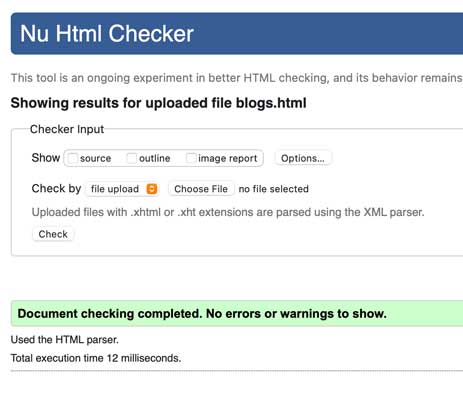 Nu Html Checker
This tool is an ongoing experiment in better HTML checking, and its behavior remains
Showing results for uploaded file blogs.html
Checker Input
Show source outline image report Options...
Check by file upload Choose File no file selected
Uploaded files with .xhtml or .xht extensions are parsed using the XML parser.
Check
Document checking completed. No errors or warnings to show.
Used the HTML parser.
Total execution time 12 milliseconds.